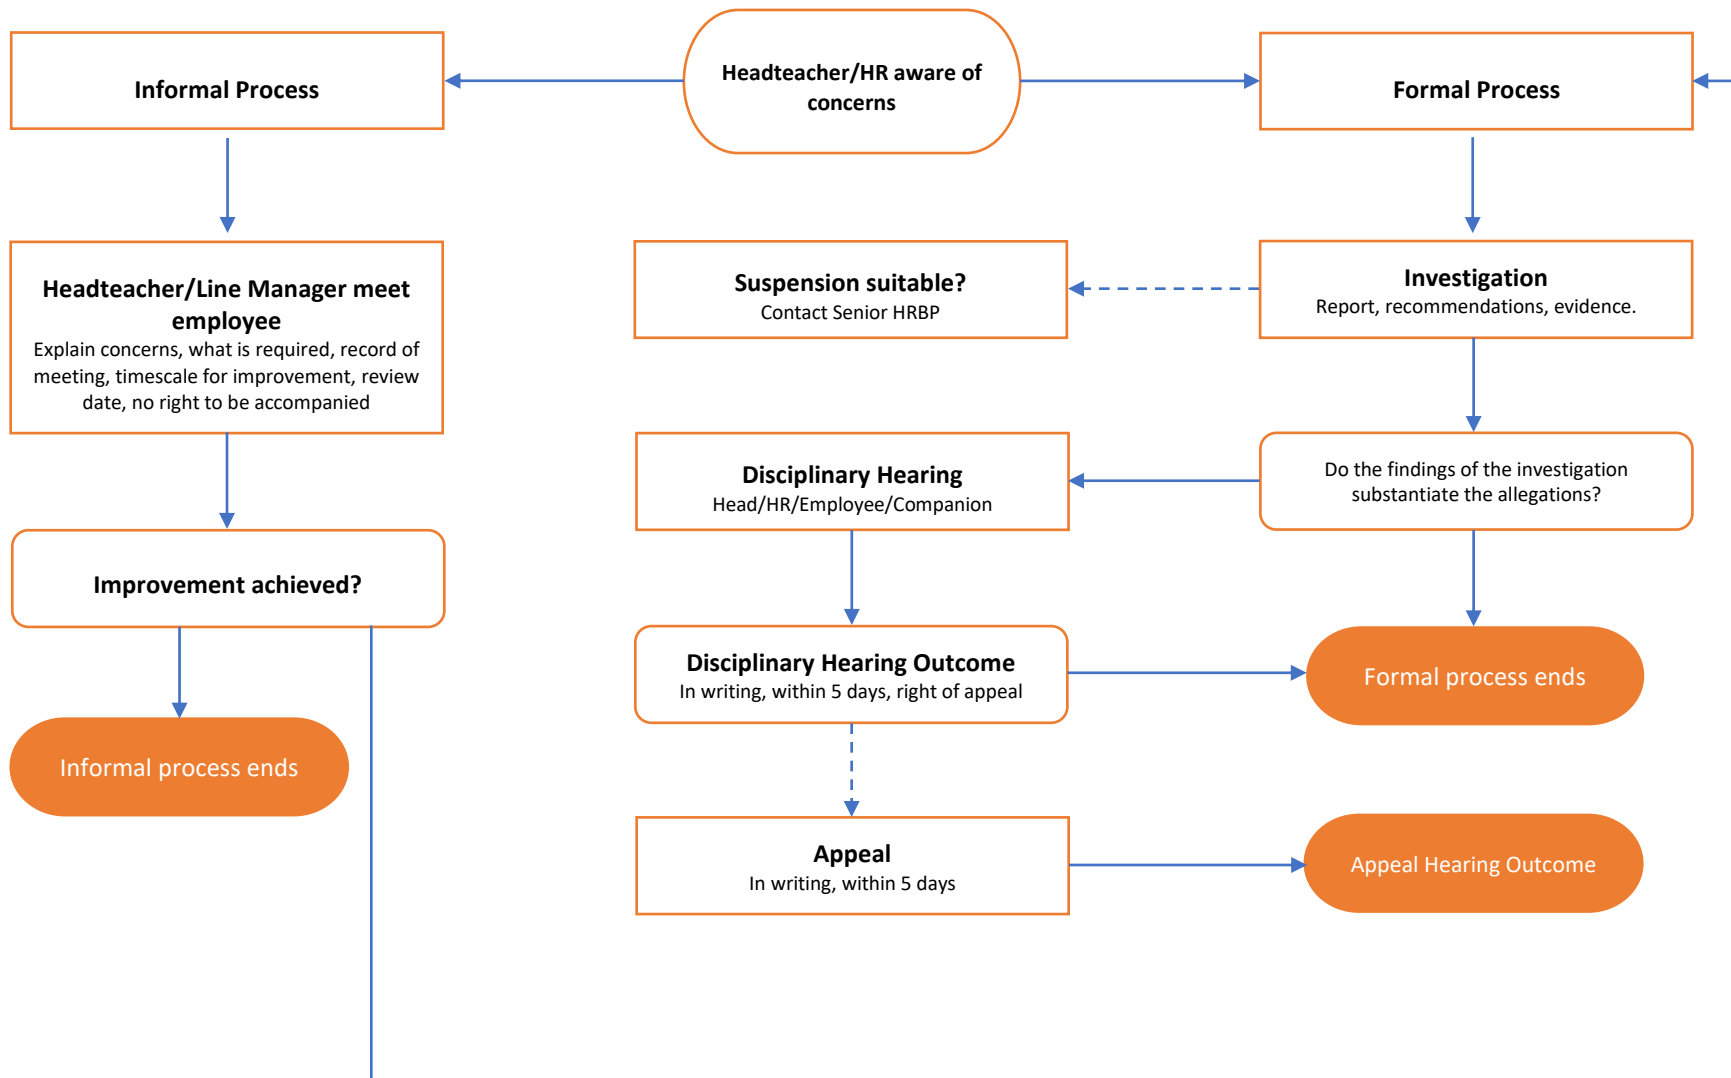 Headteacher/HR aware of
concerns
Informal Process
Formal Process
Headteacher/Line Manager meet
employee
Explain concerns, what is required, record of
meeting, timescale for improvement, review
date, no right to be accompanied
Suspension suitable?
Contact Senior HRBP
Investigation
Report, recommendations, evidence.
Disciplinary Hearing
Head/HR/Employee/Companion
Do the findings of the investigation
substantiate the allegations?
Improvement achieved?
Disciplinary Hearing Outcome
In writing, within 5 days, right of appeal
Formal process ends
Informal process ends
Appeal
In writing, within 5 days
Appeal Hearing Outcome